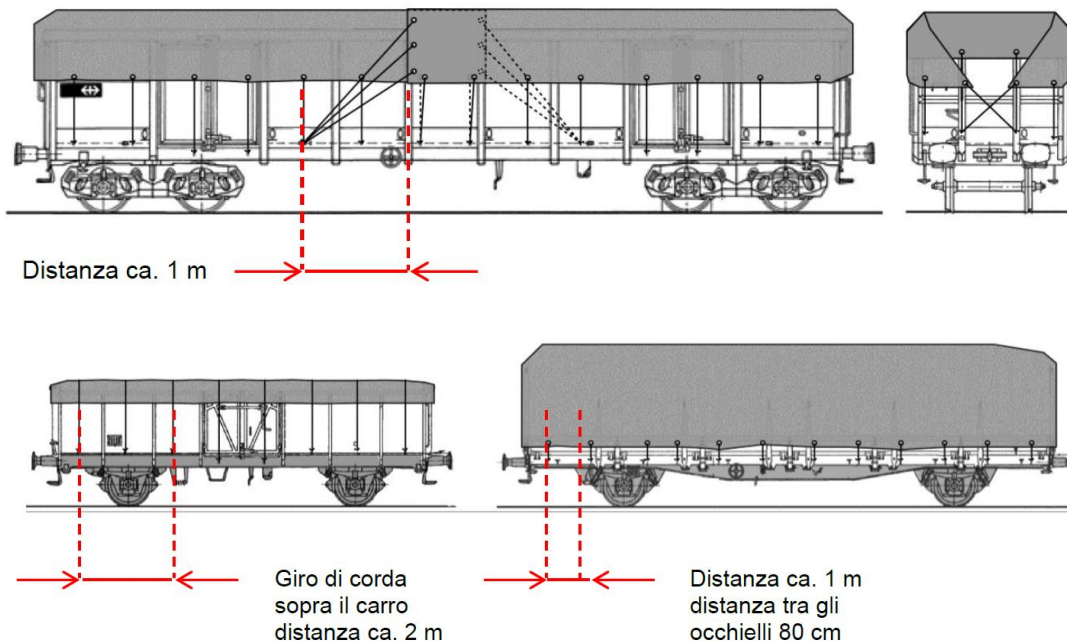 Distanza ca. 1 m
Giro di corda
sopra il carro
distanza ca. 2 m
Distanza ca. 1 m
distanza tra gli
occhielli 80 cm